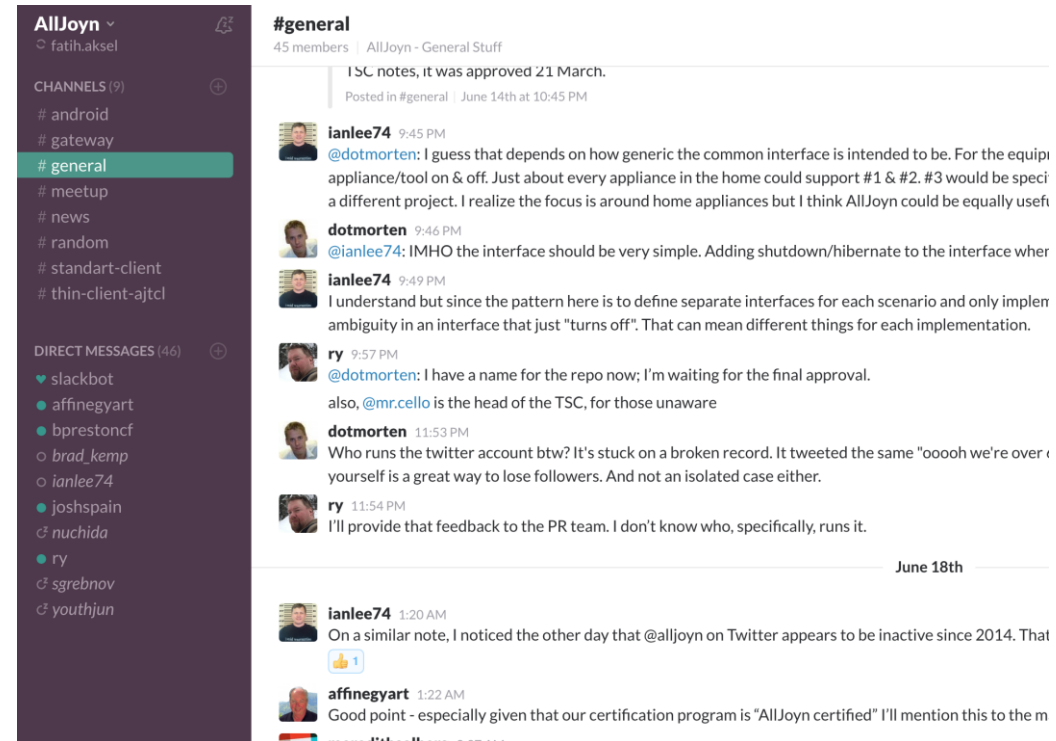 AllJoyn
fatih.aksel
CHANNELS (9)
# android
# gateway
# general
# meetup
# news
# random
# standart-client
# thin-client-ajtcl
DIRECT MESSAGES (46)
slackbot
affinegyart
bprestoncf
brad_kemp
ianlee74
joshspain
nuchida
ry
sgrebnov
youthjun
#general
45 members | AllJoyn - General Stuff
TSC notes, it was approved 21 March.
Posted in #general | June 14th at 10:45 PM
ianlee74 9:45 PM
@dotmorten: I guess that depends on how generic the common interface is intended to be. For the
appliance/tool on & off. Just about every appliance in the home could support #1 & #2. #3 would be
a different project. I realize the focus is around home appliances but I think AllJoyn could be equally
dotmorten 9:46 PM
@ianlee74: IMHO the interface should be very simple. Adding shutdown/hibernate to the interface
ianlee74 9:49 PM
I understand but since the pattern here is to define separate interfaces for each scenario and only
ambiguity in an interface that just "turns off". That can mean different things for each implementation.
ry 9:57 PM
@dotmorten: I have a name for the repo now; I'm waiting for the final approval.
also, @mr.cello is the head of the TSC, for those unaware
dotmorten 11:53 PM
Who runs the twitter account btw? It's stuck on a broken record. It tweeted the same "ooooh we're over
yourself is a great way to lose followers. And not an isolated case either.
ry 11:54 PM
I'll provide that feedback to the PR team. I don't know who, specifically, runs it.
June 18th
ianlee74 1:20 AM
On a similar note, I noticed the other day that @alljoyn on Twitter appears to be inactive since 2014. That
1
affinegyart 1:22 AM
Good point - especially given that our certification program is “AllJoyn certified” I'll mention this to the